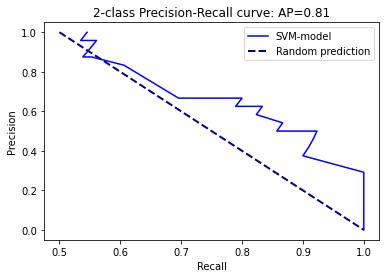 2-class Precision-Recall curve: AP=0.81
SVM-model
Random prediction
Precision
1.0
0.8
0.6
0.4
0.2
0.0
0.5 0.6 0.7 0.8 0.9 1.0
Recall